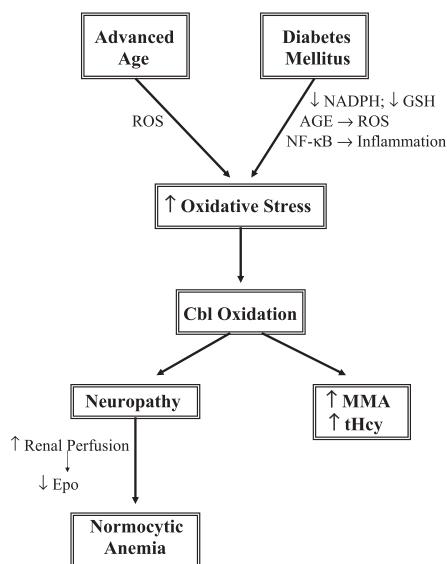 Advanced
Age
Diabetes
Mellitus
ROS
↓ NADPH; ↓ GSH
AGE → ROS
NF-κB → Inflammation
↑ Oxidative Stress
Cbl Oxidation
Neuropathy
↑ MMA
↑ tHcy
↑ Renal Perfusion
↓ Epo
Normocytic
Anemia